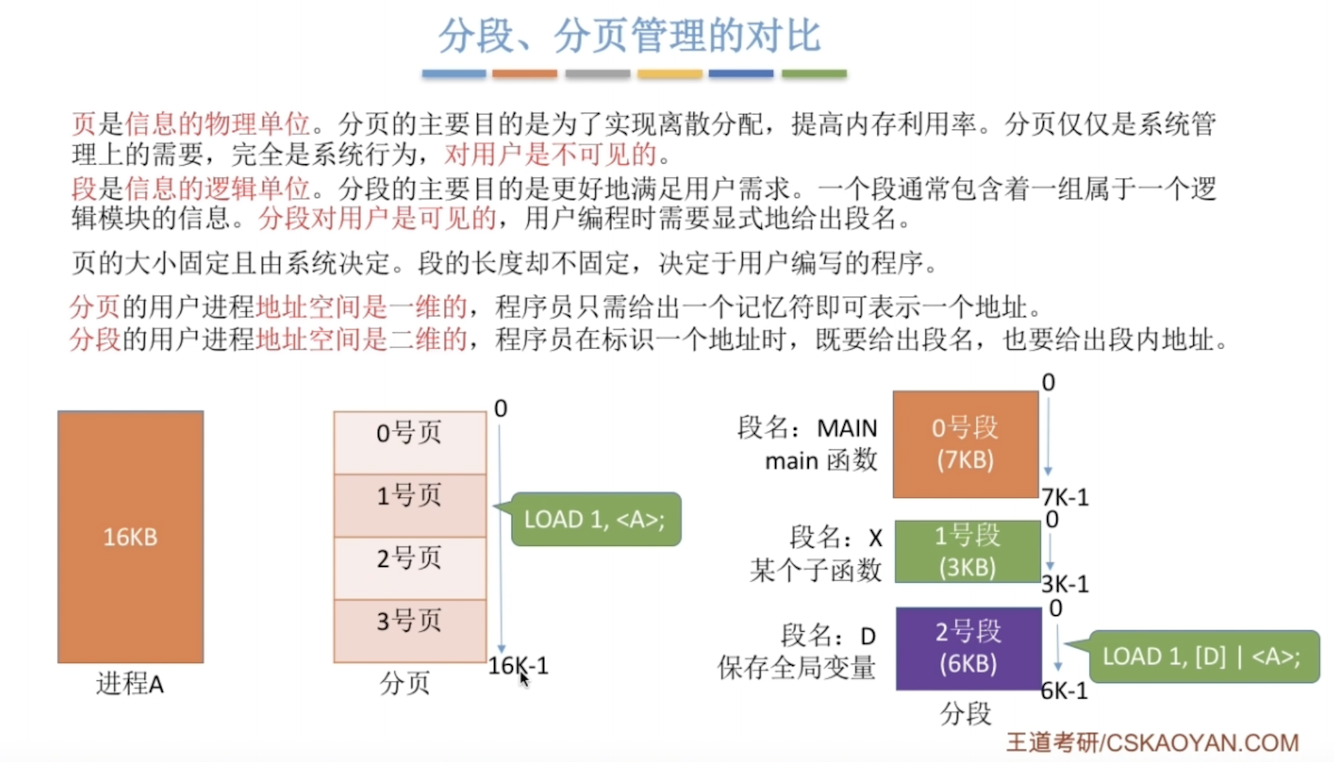 分段、分页管理的对比
页是信息的物理单位。分页的主要目的是为了实现离散分配，提高内存利用率。分页仅仅是系统管
理上的需要，完全是系统行为，对用户是不可见的。
段是信息的逻辑单位。分段的主要目的是更好地满足用户需求。一个段通常包含着一组属于一个逻
辑模块的信息。分段对用户是可见的，用户编程时需要显式地给出段名。
页的大小固定且由系统决定。段的长度却不固定，决定于用户编写的程序。
分页的用户进程地址空间是一维的，程序员只需给出一个记忆符即可表示一个地址。
分段的用户进程地址空间是二维的，程序员在标识一个地址时，既要给出段名，也要给出段内地址。
16KB
进程A
0号页
1号页
2号页
3号页
0
16K-1
LOAD 1, <A>;
分页
段名：MAIN
main 函数
0号段
(7KB)
0
7K-1
段名：X
某个子函数
1号段
(3KB)
0
3K-1
段名：D
保存全局变量
2号段
(6KB)
0
6K-1
LOAD 1, [D] | <A>;
分段
王道考研/CSKAOYAN.COM